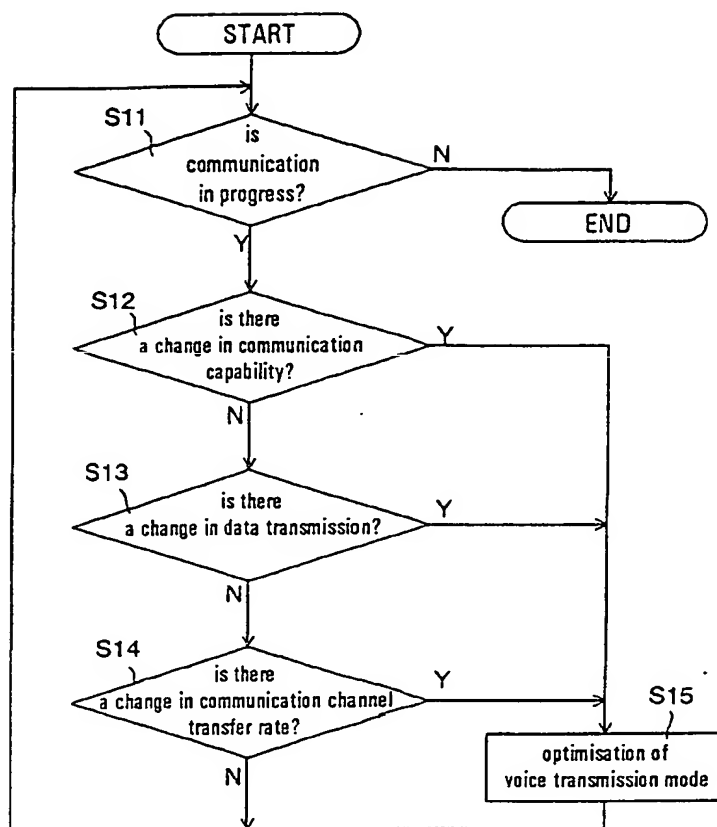 START
S11
is
communication
in progress?
N
END
Y
S12
is there
a change in communication
capability?
Y
N
S13
is there
a change in data transmission?
Y
N
S14
is there
a change in communication channel
transfer rate?
Y
S15
optimisation of
voice transmission mode
N